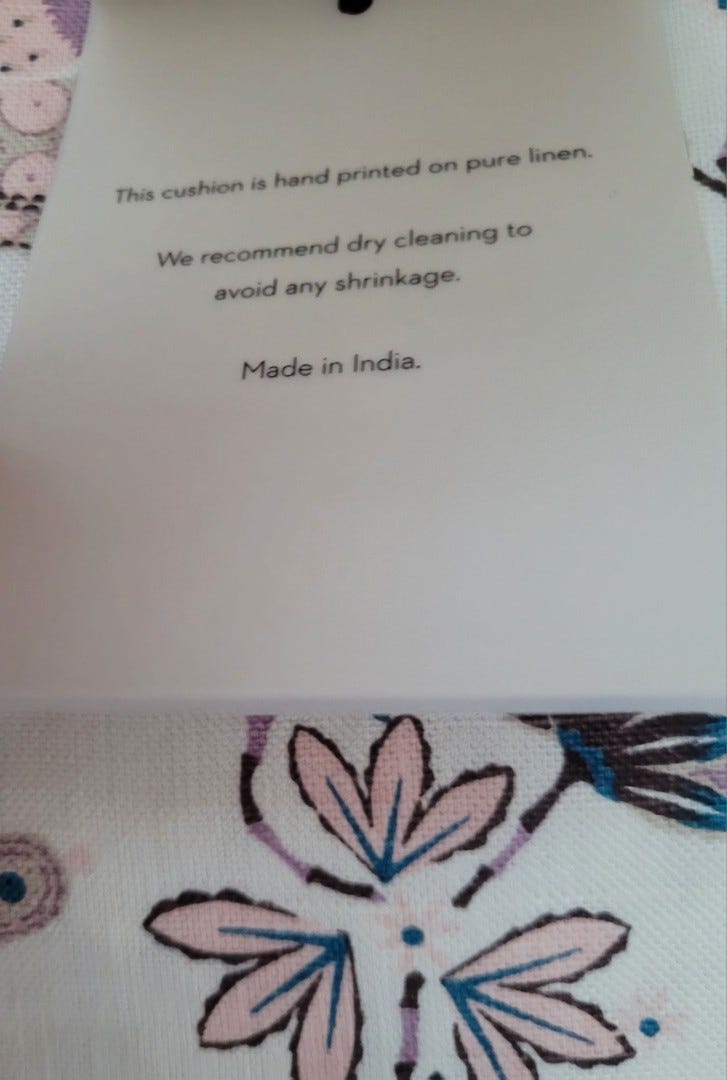 This cushion is hand printed on pure linen.
We recommend dry cleaning to
avoid any shrinkage.
Made in India.